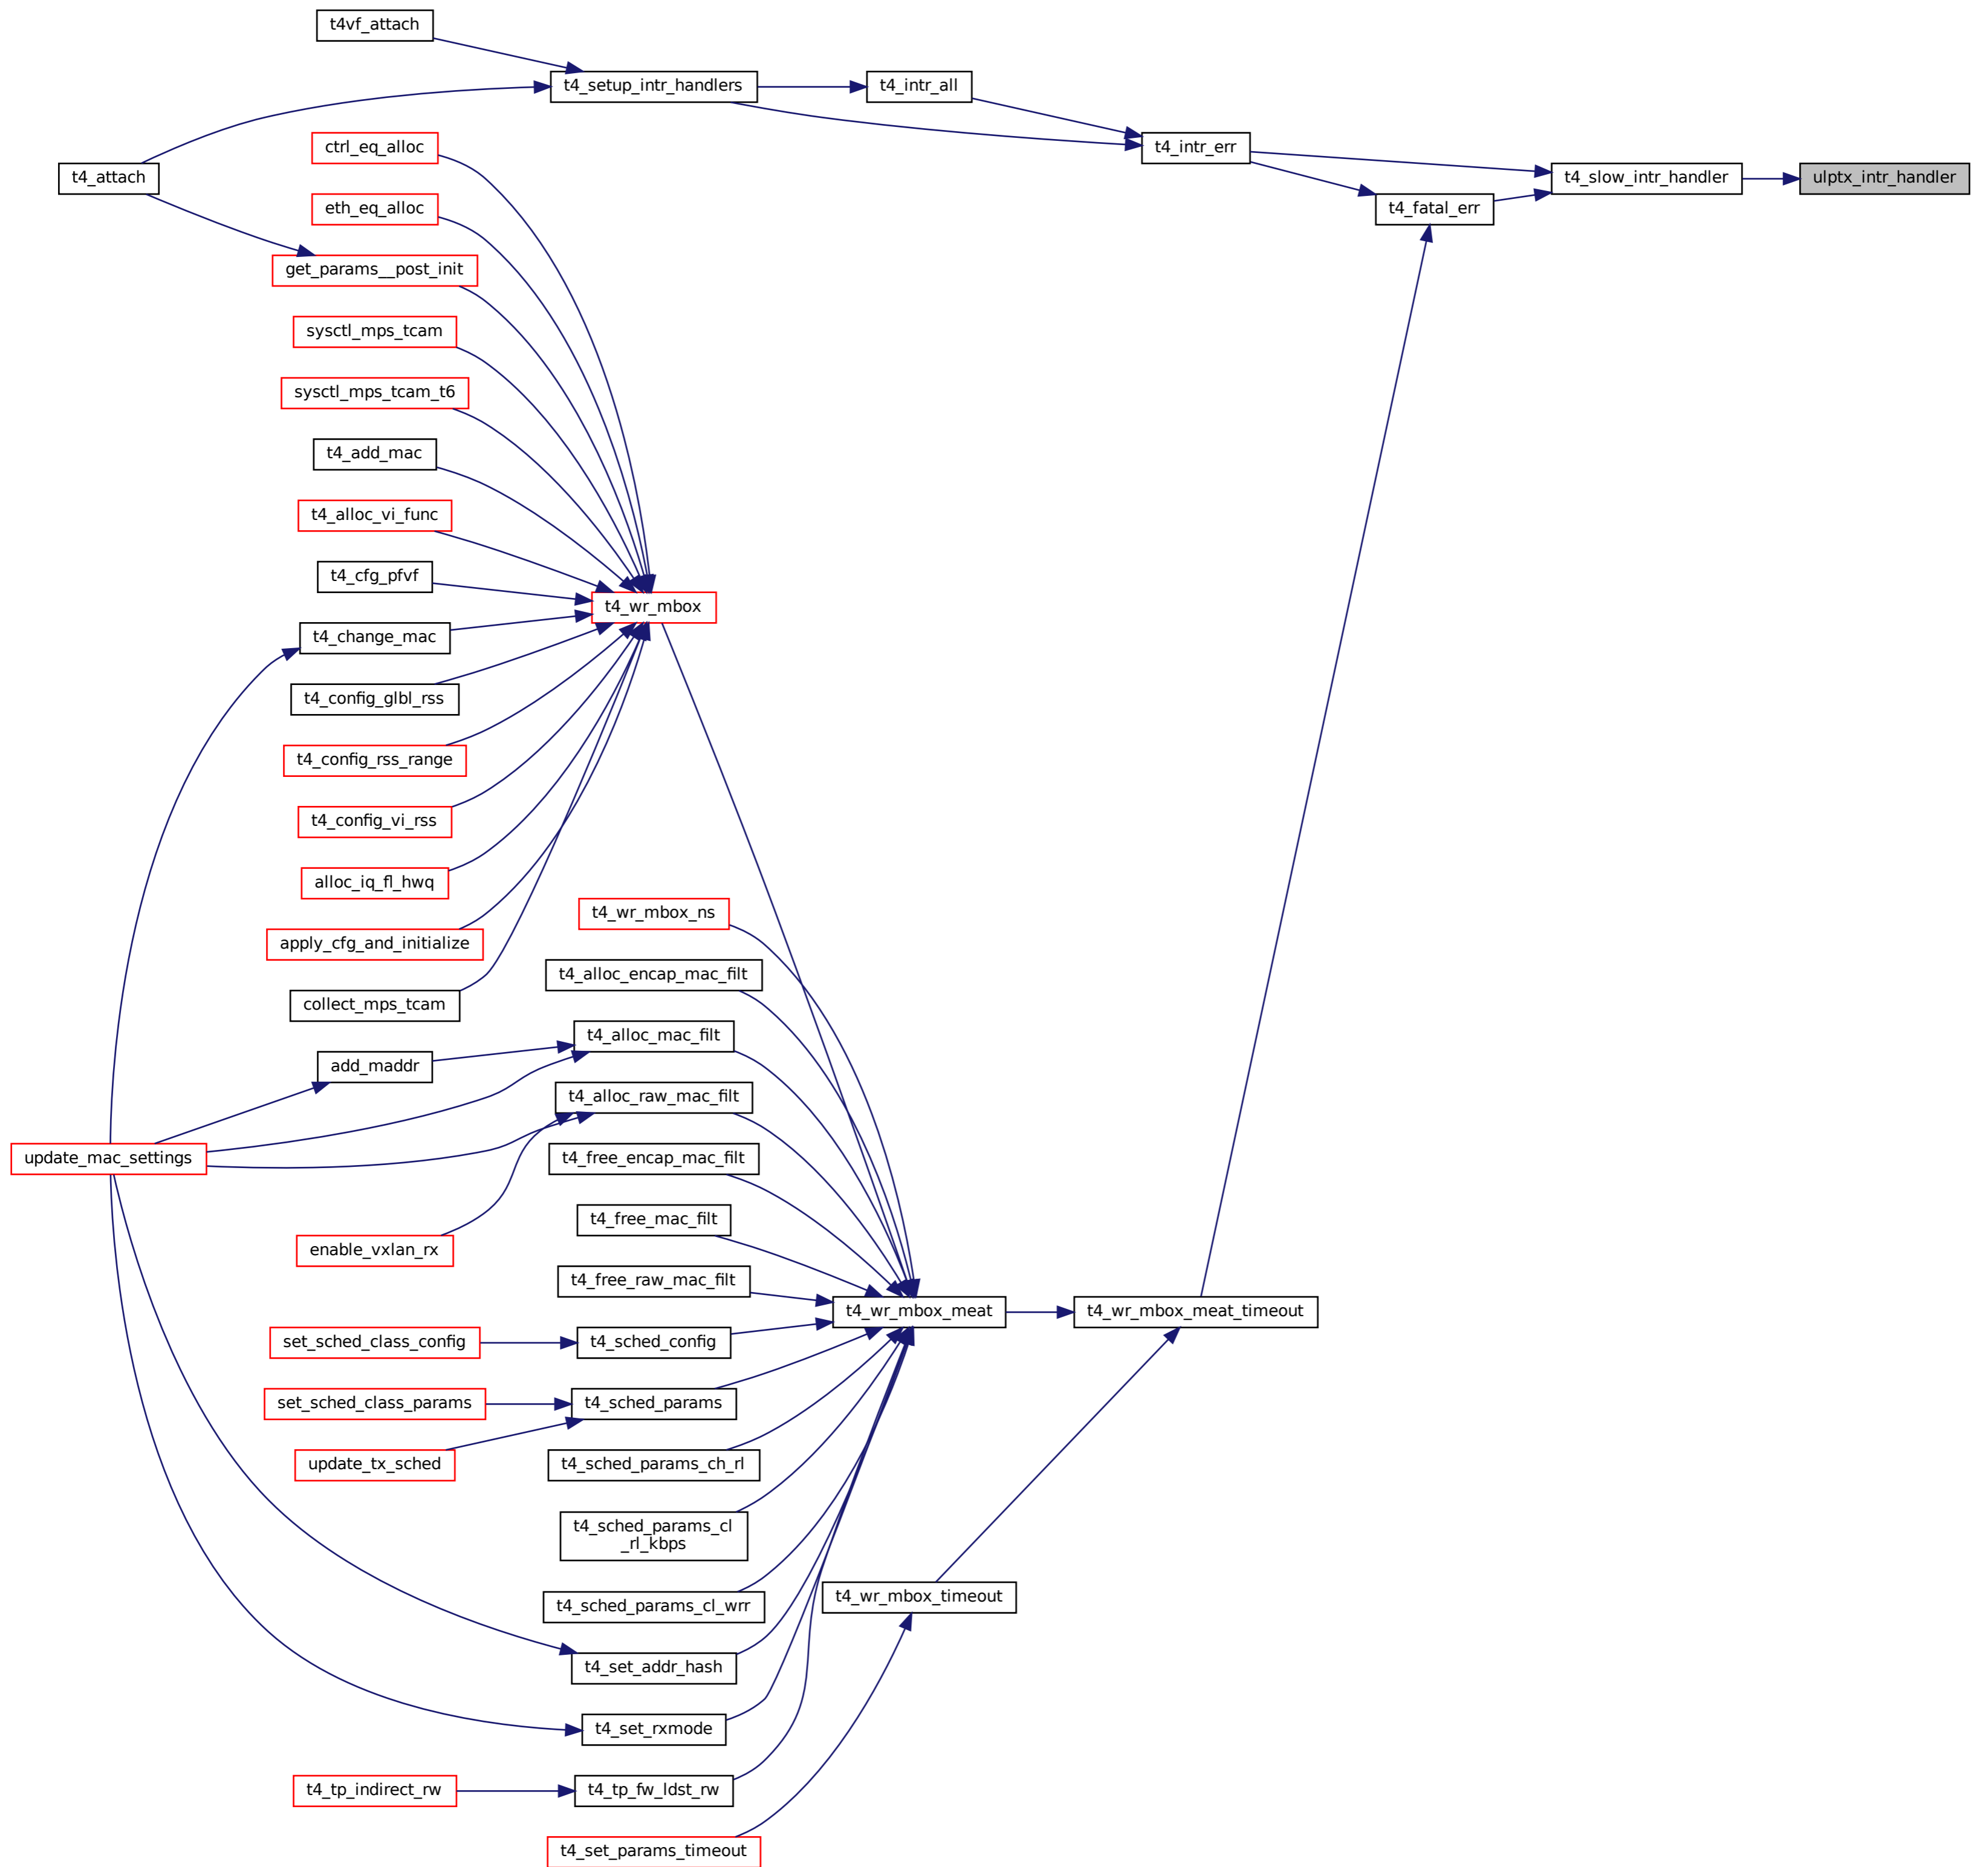 t4vf_attach
t4_setup_intr_handlers
t4_intr_all
ctrl_eq_alloc
t4_intr_err
t4_attach
t4_slow_intr_handler
ulptx_intr_handler
eth_eq_alloc
t4_fatal_err
get_params__post_init
sysctl_mps_tcam
sysctl_mps_tcam_t6
t4_add_mac
t4_alloc_vi_func
t4_cfg_pfvf
t4_wr_mbox
t4_change_mac
t4_config_glbl_rss
t4_config_rss_range
t4_config_vi_rss
alloc_iq_fl_hwq
t4_wr_mbox_ns
apply_cfg_and_initialize
t4_alloc_encap_mac_filt
collect_mps_tcam
t4_alloc_mac_filt
add_maddr
t4_alloc_raw_mac_filt
update_mac_settings
t4_free_encap_mac_filt
t4_free_mac_filt
enable_vxlan_rx
t4_free_raw_mac_filt
t4_wr_mbox_meat
t4_wr_mbox_meat_timeout
set_sched_class_config
t4_sched_config
set_sched_class_params
t4_sched_params
update_tx_sched
t4_sched_params_ch_rl
t4_sched_params_cl
_rl_kbps
t4_wr_mbox_timeout
t4_sched_params_cl_wrr
t4_set_addr_hash
t4_set_rxmode
t4_tp_indirect_rw
t4_tp_fw_ldst_rw
t4_set_params_timeout